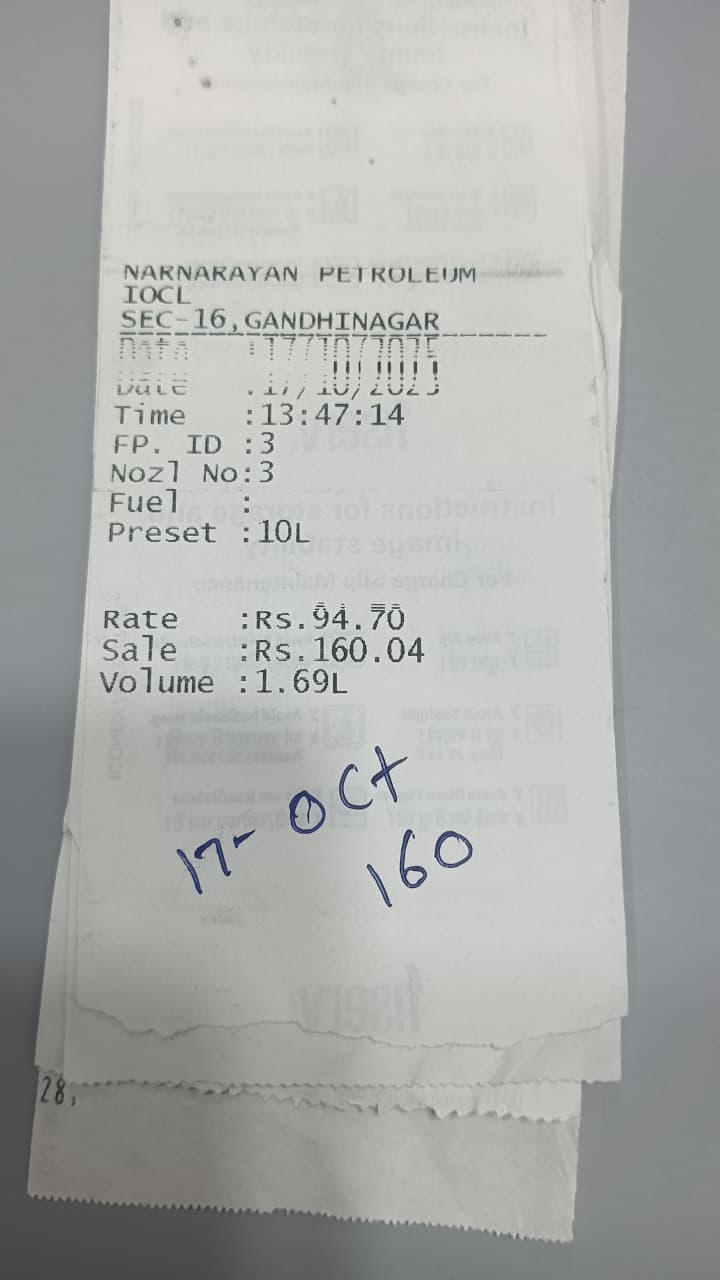 NARNARAYAN PETROLEUM
IOCL
SEC-16,GANDHINAGAR
Date :17/10/2025
Time :13:47:14
FP. ID :3
Nozl No:3
Fuel :
Preset :10L
Rate :Rs.94.70
Sale :Rs.160.04
Volume :1.69L
17-OCT
160
28,